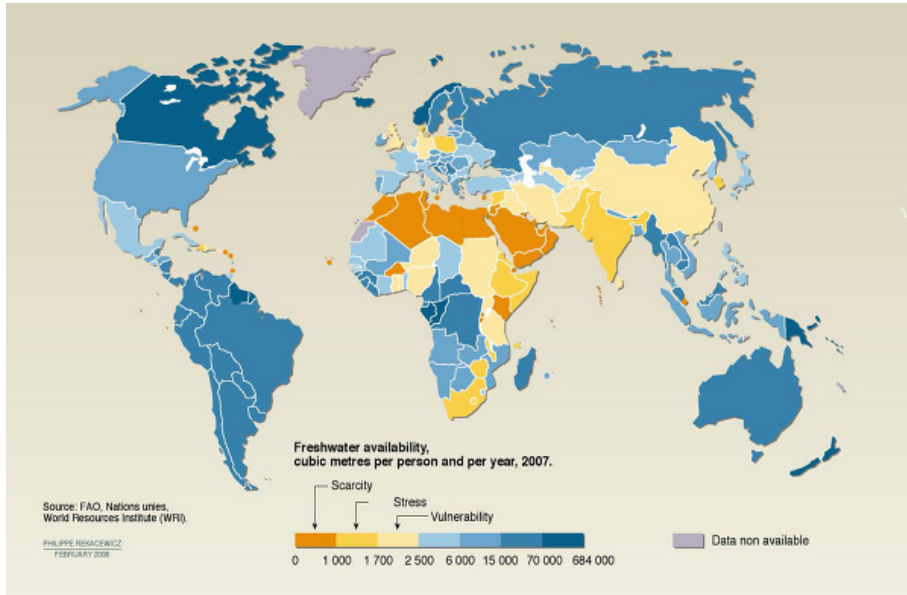 Freshwater availability,
cubic metres per person and per year, 2007.
Scarcity
Stress
Vulnerability
0 1 000 1 700 2 500 6 000 15 000 70 000 684 000
Data non available
Source: FAO, Nations unies,
World Resources Institute (WRI).
PHILIPPE REKACEWICZ
FEBRUARY 2008